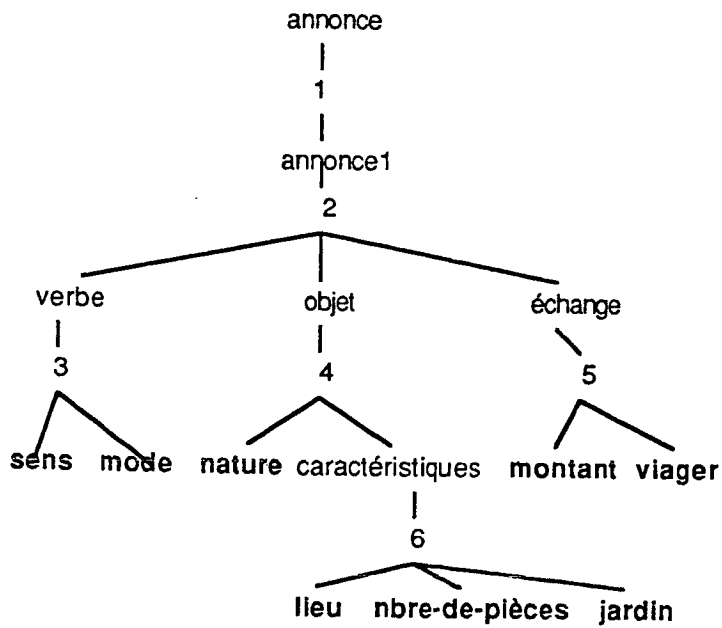 annonce
1
annonce1
2
verbe objet échange
3 4 5
sens mode nature caractéristiques montant viager
6
lieu nbre-de-pièces jardin